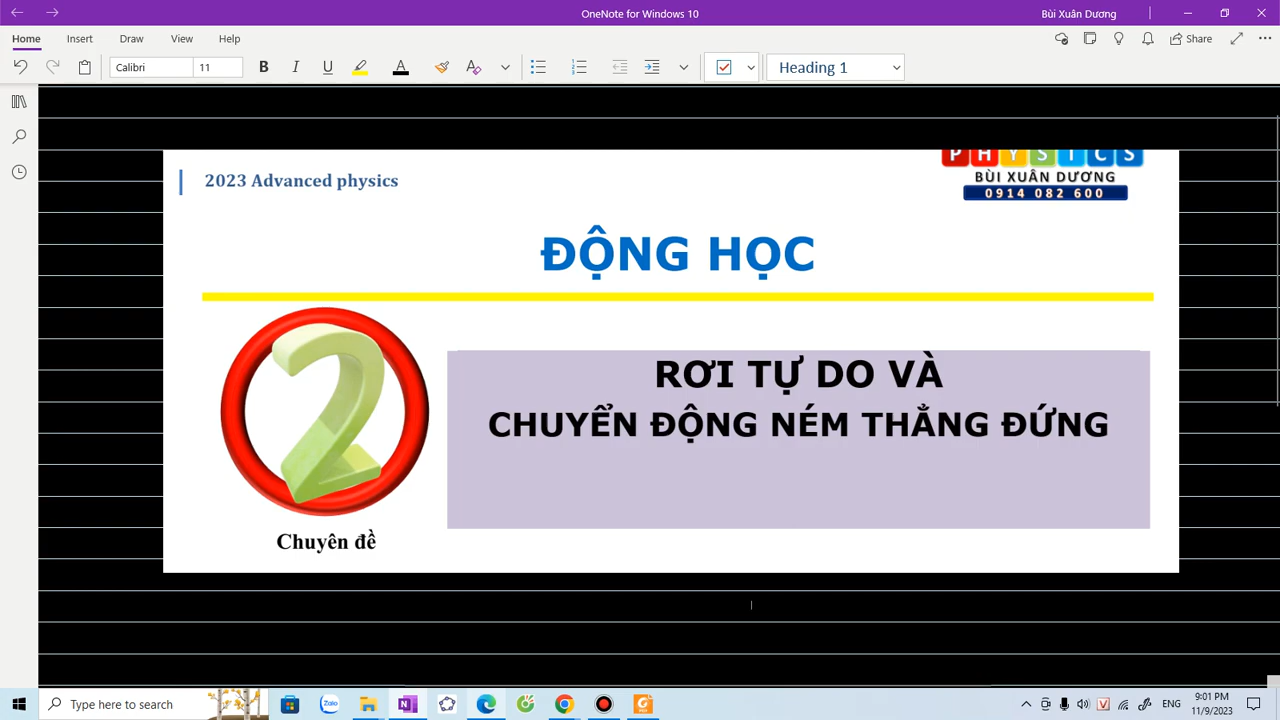 OneNote for Windows 10
Bùi Xuân Dương
Home Insert Draw View Help
Share
Calibri 11 B I U A A Heading 1
2023 Advanced physics
PHYSICS
BÙI XUÂN DƯƠNG
0914 082 600
ĐỘNG HỌC
2
RƠI TỰ DO VÀ
CHUYỂN ĐỘNG NÉM THẲNG ĐỨNG
Chuyên đề
Type here to search
Zalo
ENG
9:01 PM
11/9/2023